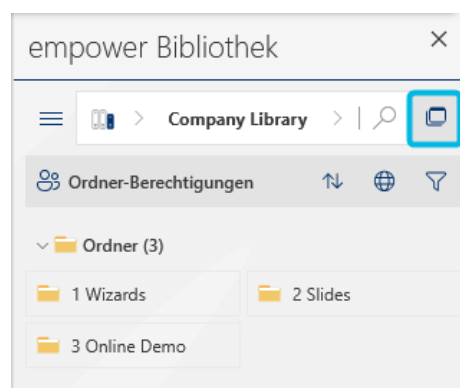 empower Bibliothek
Company Library
Ordner-Berechtigungen
Ordner (3)
1 Wizards
2 Slides
3 Online Demo